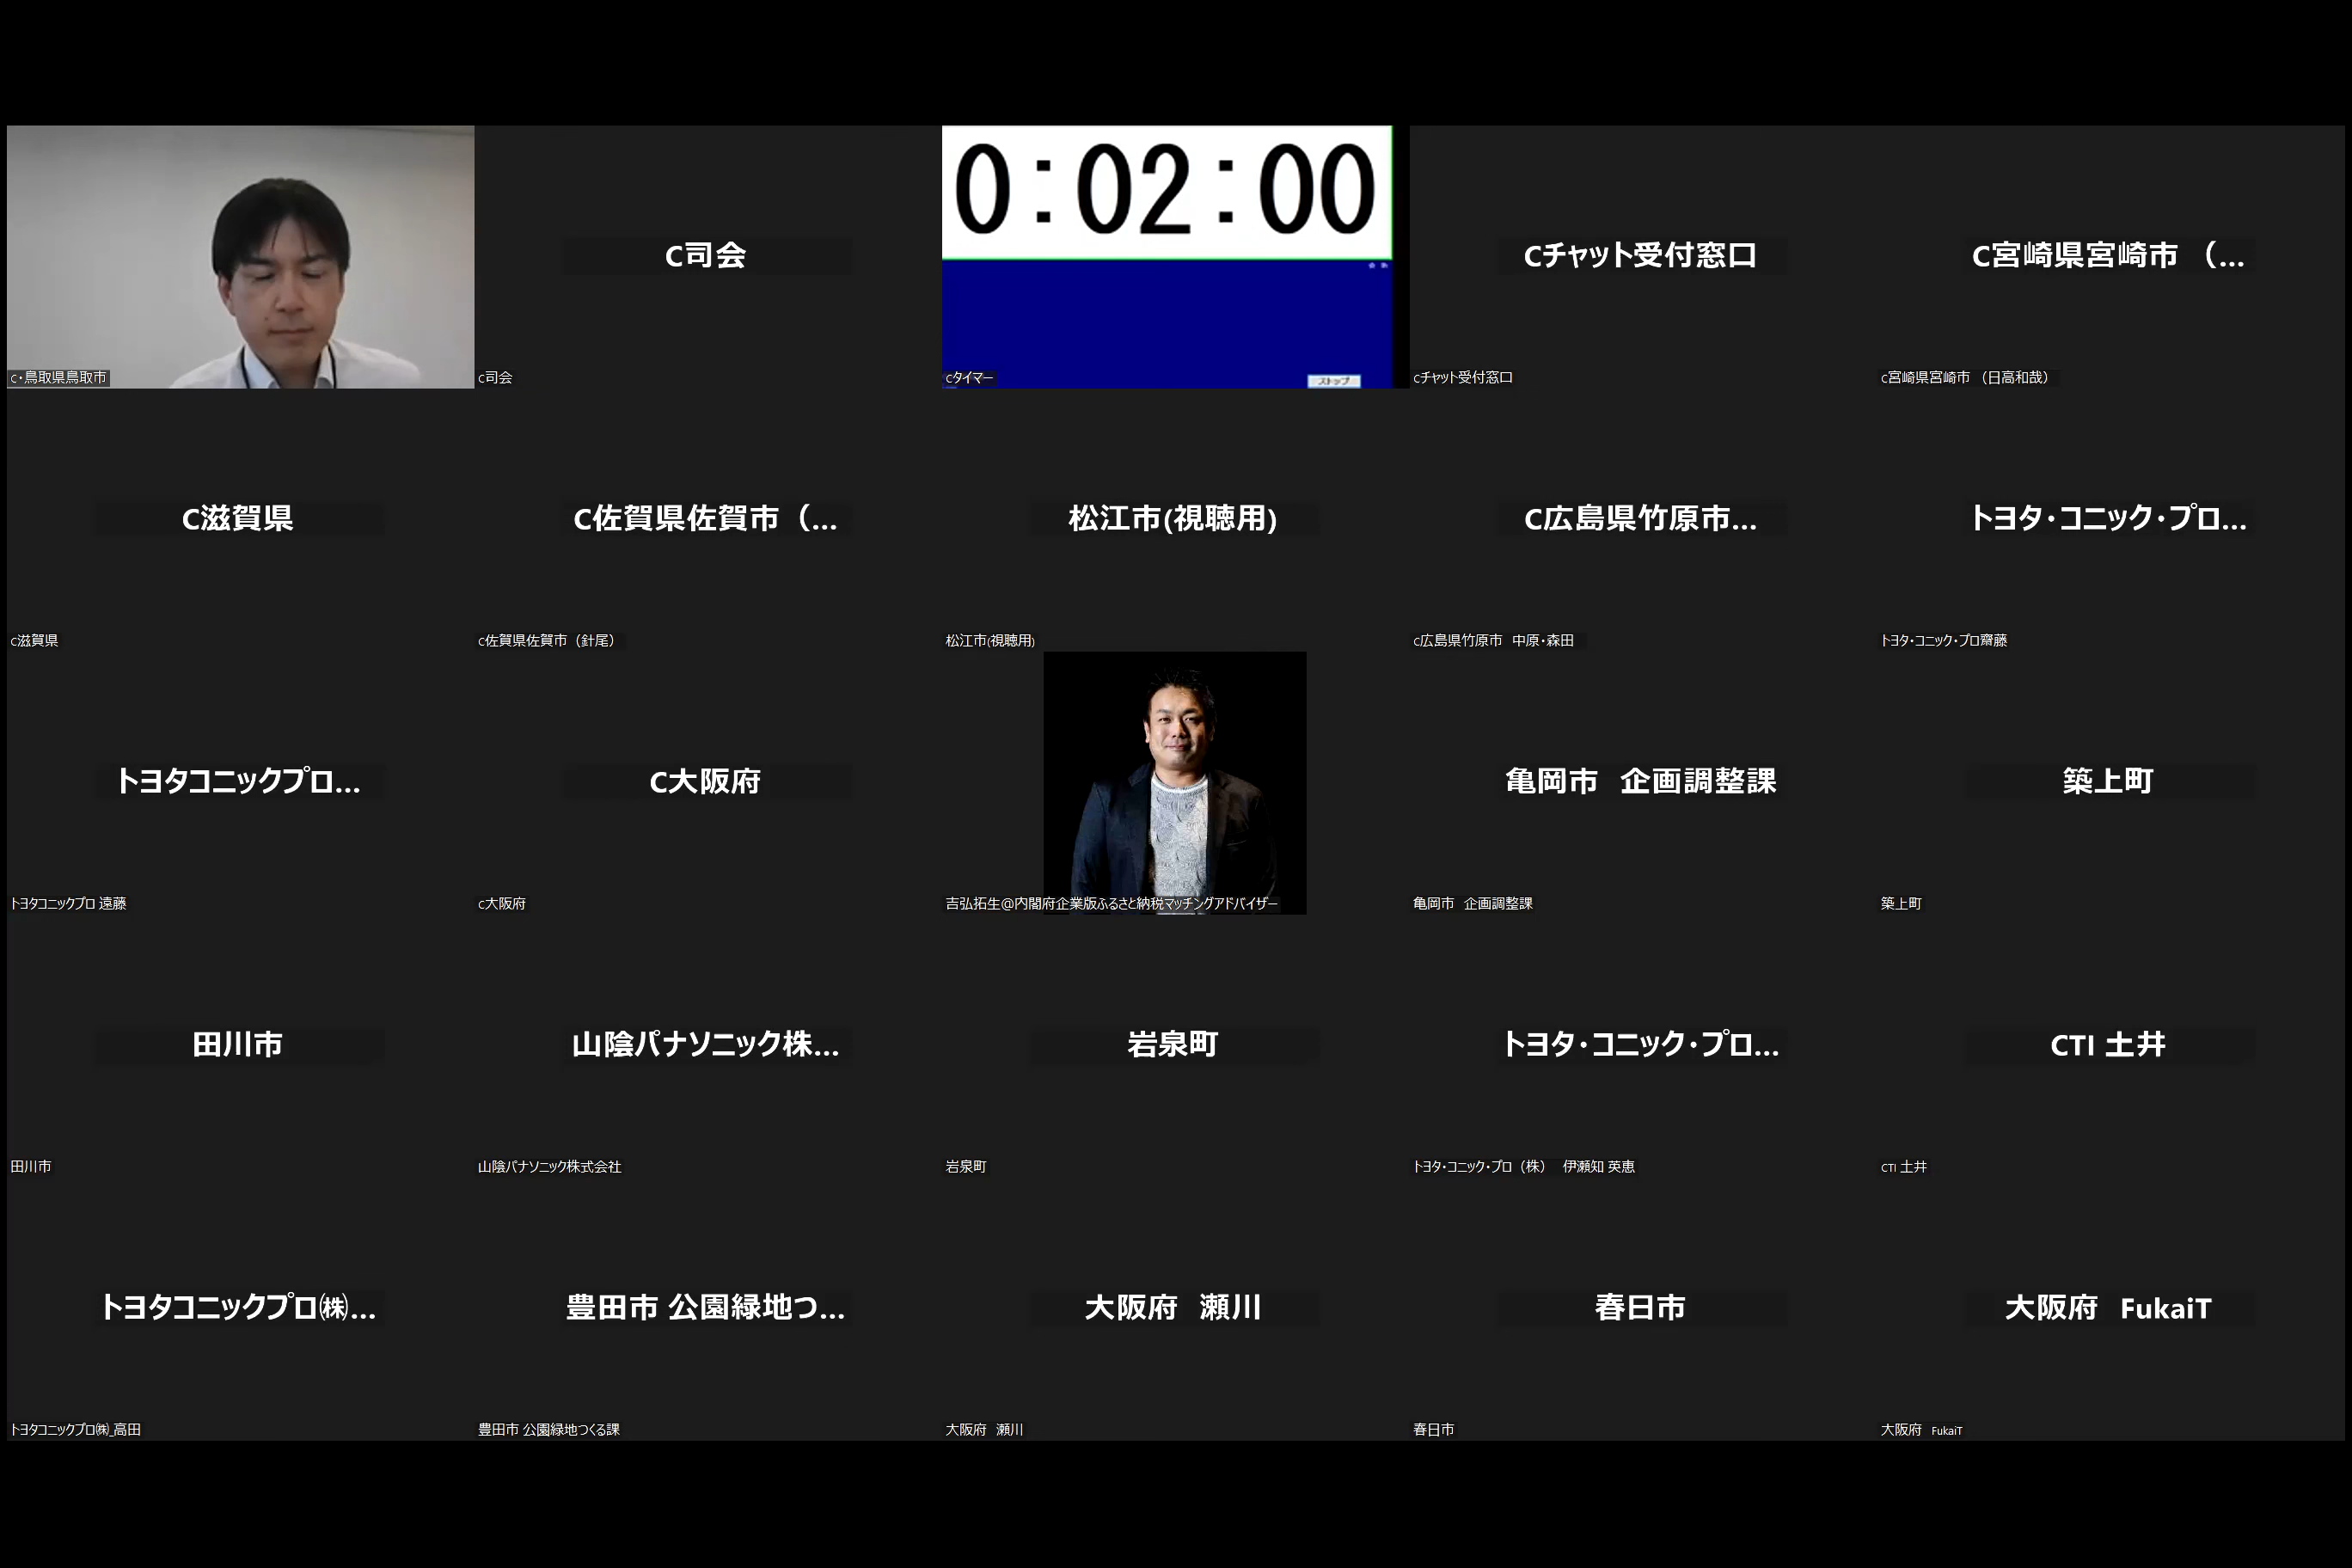 c・鳥取県鳥取市
C司会
c司会
0:02:00
ストップ
cタイマー
Cチャット受付窓口
cチャット受付窓口
C宮崎県宮崎市 （...
c宮崎県宮崎市 （日高和哉）
C滋賀県
c滋賀県
C佐賀県佐賀市（...
c佐賀県佐賀市（針尾）
松江市(視聴用)
松江市(視聴用)
C広島県竹原市...
c広島県竹原市　中原・森田
トヨタ・コニック・プロ...
トヨタ・コニック・プロ齋藤
トヨタコニックプロ...
トヨタコニックプロ 遠藤
C大阪府
c大阪府
吉弘拓生@内閣府企業版ふるさと納税マッチングアドバイザー
亀岡市　企画調整課
亀岡市　企画調整課
築上町
築上町
田川市
田川市
山陰パナソニック株...
山陰パナソニック株式会社
岩泉町
岩泉町
トヨタ・コニック・プロ...
トヨタ・コニック・プロ（株）　伊瀬知 英恵
CTI 土井
CTI 土井
トヨタコニックプロ㈱...
トヨタコニックプロ㈱_高田
豊田市 公園緑地つ...
豊田市 公園緑地つくる課
大阪府　瀬川
大阪府　瀬川
春日市
春日市
大阪府　FukaiT
大阪府　FukaiT